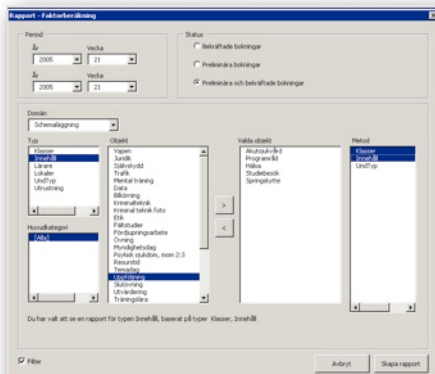 Rapport - Faktorberäkning
Period
År Vecka
2005 21
År Vecka
2005 21
Status
Bekräftade bokningar
Preliminära bokningar
Preliminära och bekräftade bokningar
Domän
Schemaläggning
Typ
Klasser
Innehåll
Lärare
Lokaler
UndTyp
Utrustning
Huvudkategori
[Alla]
Objekt
Vapen
Juridik
Självskydd
Trafik
Mental träning
Data
Bilkörning
Kriminalteknik
Kriminal teknik foto
Etik
Fältstudier
Fördjupningsarbete
Övning
Myndighetsdag
Psykisk sjukdom, mom 2:3
Resurstid
Temadag
Uppföljning
Slutövning
Utvärdering
Träningslära
>
<
Valda objekt
Akutsjukvård
Programråd
Hälsa
Studiebesök
Springskytte
Metod
Klasser
Innehåll
UndTyp
Du har valt att se en rapport för typen Innehåll, baserat på typer Klasser, Innehåll
Filter
Avbryt
Skapa rapport